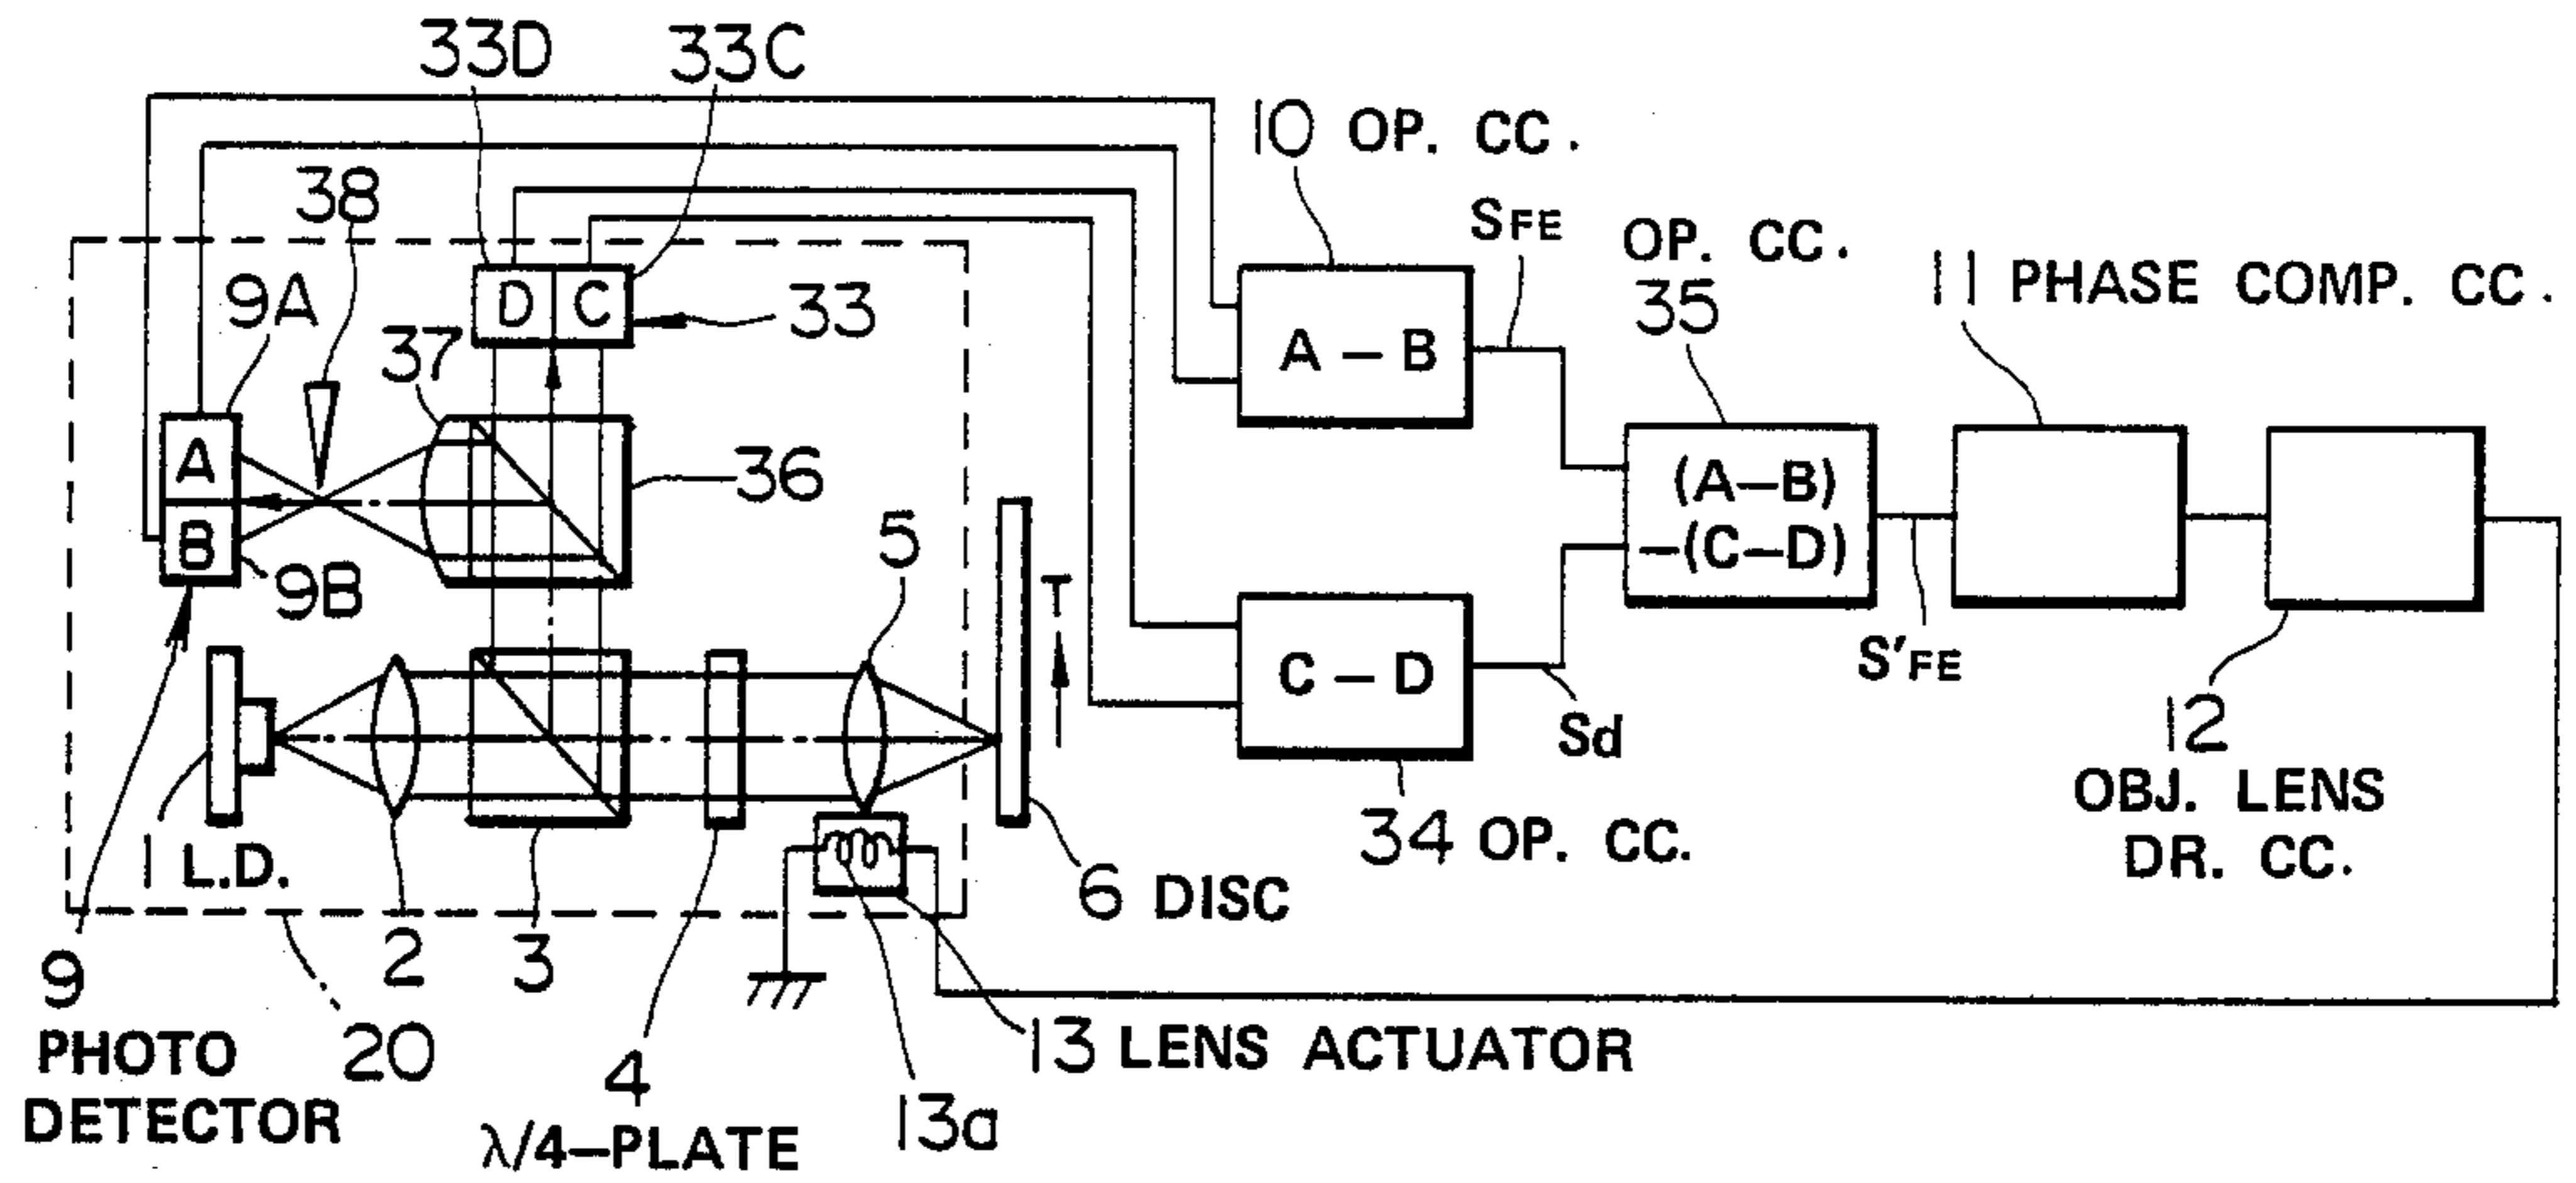 33D
33C
10 OP. CC.
38
SFE
OP. CC.
35
11 PHASE COMP. CC.
9A
D C
33
37
A
B
9B
36
5
A – B
(A–B)
–(C–D)
T
S'FE
C – D
Sd
12
OBJ. LENS
DR. CC.
1 L.D.
34 OP. CC.
6 DISC
9
PHOTO
DETECTOR
2
3
20
4
λ/4–PLATE
13 LENS ACTUATOR
13a